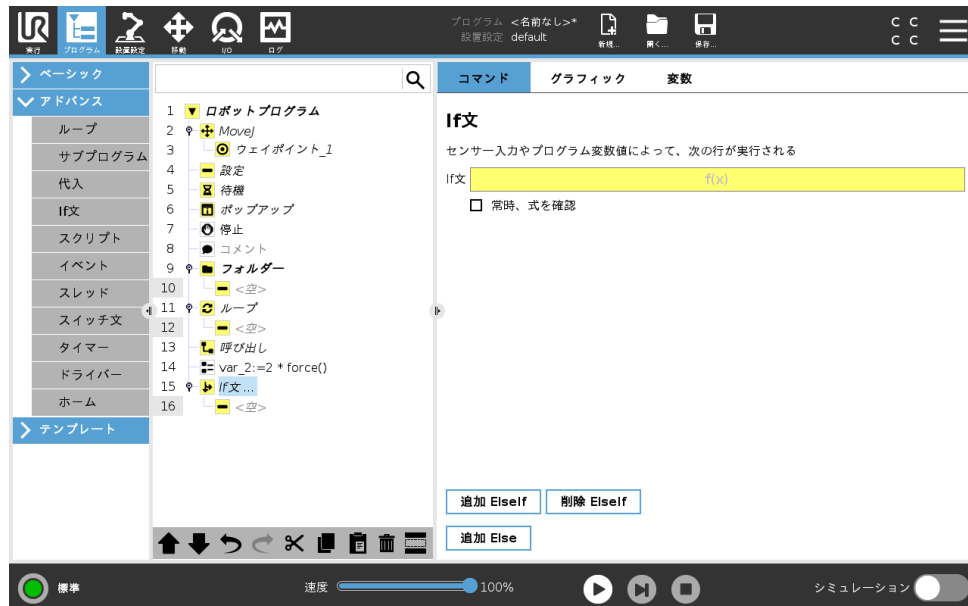 UR
実行
プログラム
設置設定
移動
I/O
ログ
プログラム <名前なし>*
設置設定 default
新規...
開く...
保存...
C C
C C
ベーシック
アドバンス
ループ
サブプログラム
代入
If文
スクリプト
イベント
スレッド
スイッチ文
タイマー
ドライバー
ホーム
テンプレート
1 ロボットプログラム
2 MoveJ
3 ウェイポイント_1
4 設定
5 待機
6 ポップアップ
7 停止
8 コメント
9 フォルダー
10 <空>
11 ループ
12 <空>
13 呼び出し
14 var_2:=2 * force()
15 If文 ...
16 <空>
コマンド グラフィック 変数
If文
センサー入力やプログラム変数値によって、次の行が実行される
If文 f(x)
常時、式を確認
追加 ElseIf 削除 ElseIf
追加 Else
標準
速度 100%
シミュレーション